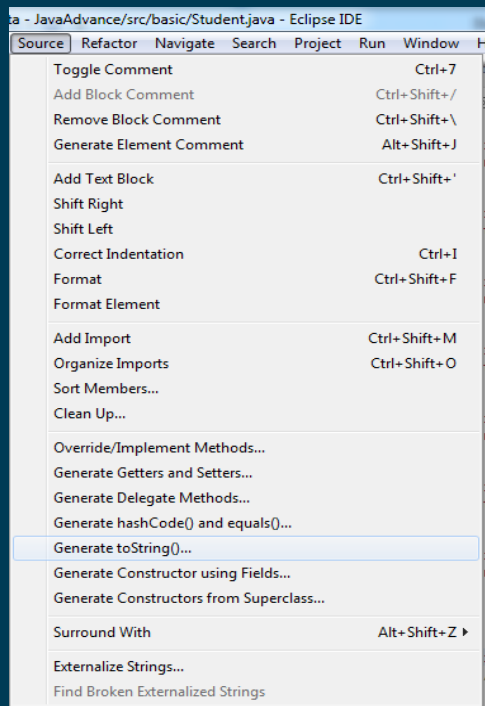 ta - JavaAdvance/src/basic/Student.java - Eclipse IDE
Source Refactor Navigate Search Project Run Window H
Toggle Comment Ctrl+7
Add Block Comment Ctrl+Shift+/
Remove Block Comment Ctrl+Shift+\
Generate Element Comment Alt+Shift+J
Add Text Block Ctrl+Shift+'
Shift Right
Shift Left
Correct Indentation Ctrl+I
Format Ctrl+Shift+F
Format Element
Add Import Ctrl+Shift+M
Organize Imports Ctrl+Shift+O
Sort Members...
Clean Up...
Override/Implement Methods...
Generate Getters and Setters...
Generate Delegate Methods...
Generate hashCode() and equals()...
Generate toString()...
Generate Constructor using Fields...
Generate Constructors from Superclass...
Surround With Alt+Shift+Z
Externalize Strings...
Find Broken Externalized Strings